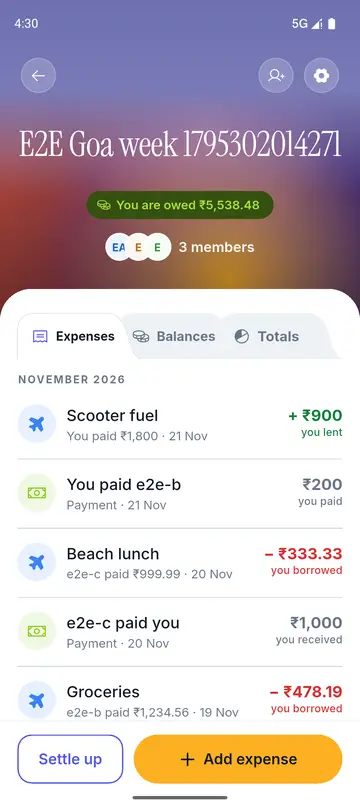 4:30
5G
E2E Goa week 1795302014271
You are owed ₹5,538.48
EA E E 3 members
Expenses Balances Totals
NOVEMBER 2026
Scooter fuel + ₹900
You paid ₹1,800 · 21 Nov you lent
You paid e2e-b ₹200
Payment · 21 Nov you paid
Beach lunch – ₹333.33
e2e-c paid ₹999.99 · 20 Nov you borrowed
e2e-c paid you ₹1,000
Payment · 20 Nov you received
Groceries – ₹478.19
e2e-b paid ₹1,234.56 · 19 Nov you borrowed
Settle up + Add expense